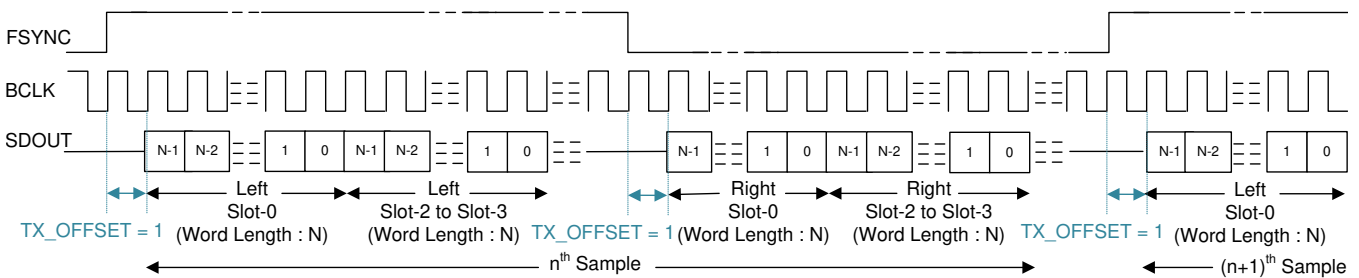 FSYNC
BCLK
SDOUT
N-1 N-2 1 0 N-1 N-2 1 0 N-1 1 0 N-1 N-2 1 0 N-1 N-2 1 0
Left Left Right Right Left
Slot-0 Slot-2 to Slot-3 Slot-0 Slot-2 to Slot-3 Slot-0
TX_OFFSET = 1 (Word Length : N) (Word Length : N) TX_OFFSET = 1 (Word Length : N) (Word Length : N) TX_OFFSET = 1 (Word Length : N)
nth Sample (n+1)th Sample